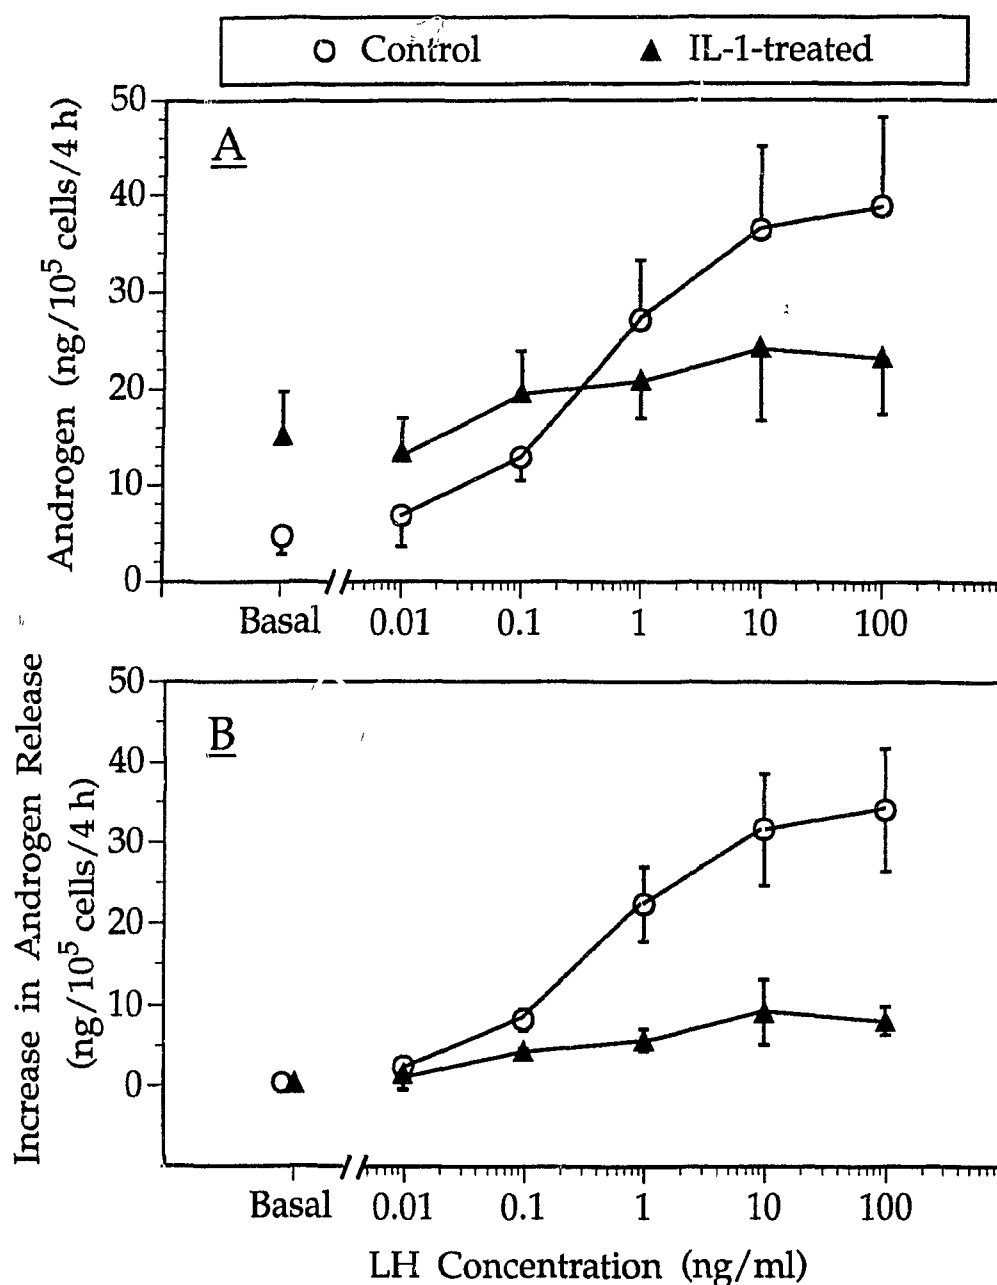 Control IL-1-treated
A
Androgen (ng/10⁵ cells/4 h)
50
40
30
20
10
0
Basal 0.01 0.1 1 10 100
B
Increase in Androgen Release
(ng/10⁵ cells/4 h)
50
40
30
20
10
0
Basal 0.01 0.1 1 10 100
LH Concentration (ng/ml)